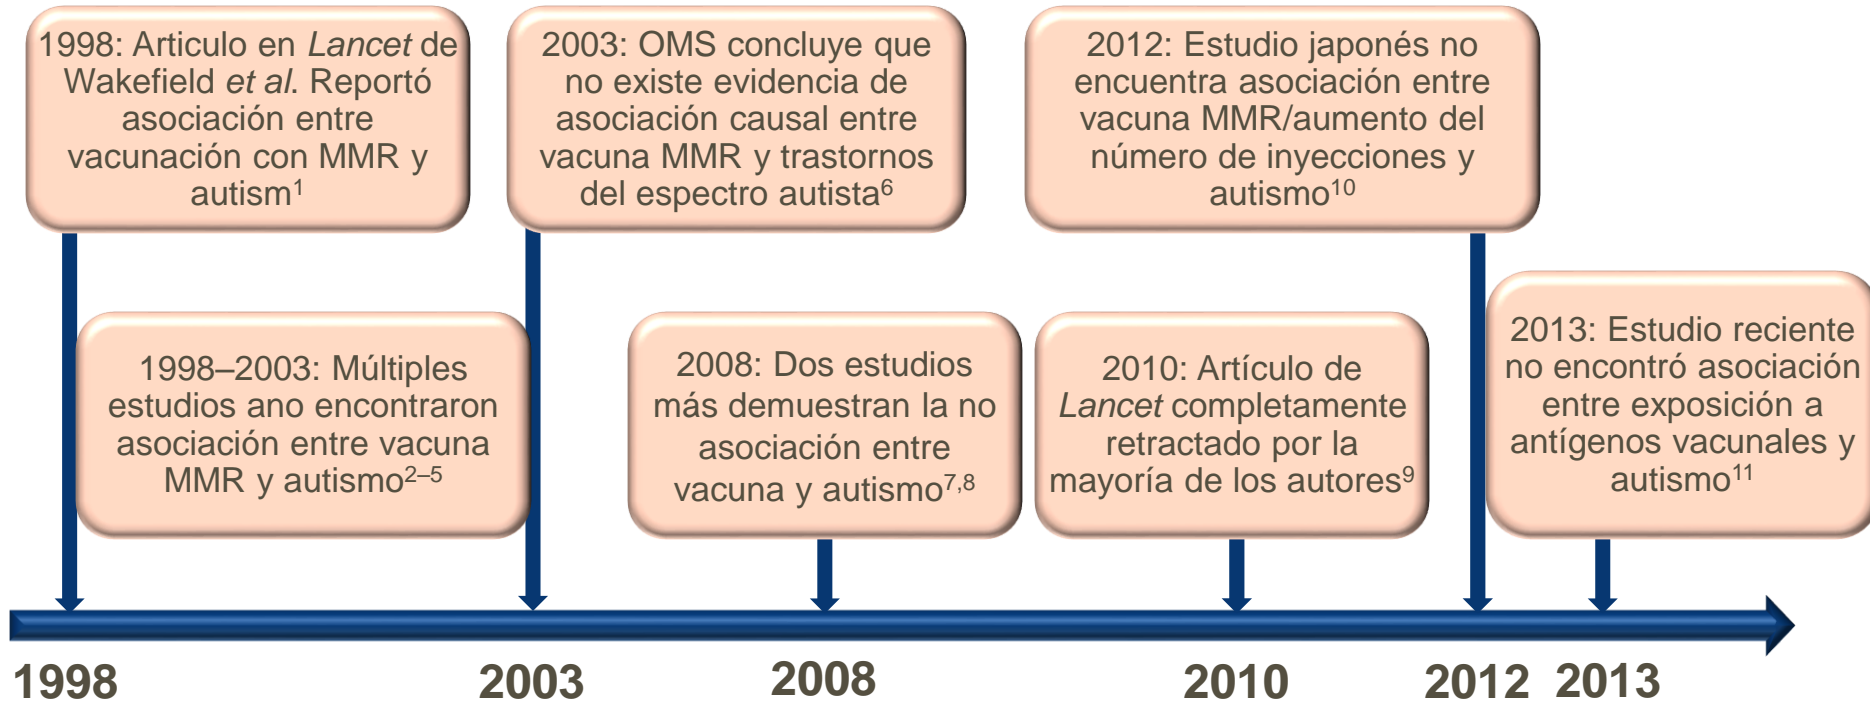 1998: Articulo en Lancet de
Wakefield et al. Reportó
asociación entre
vacunación con MMR y
autism¹
2003: OMS concluye que
no existe evidencia de
asociación causal entre
vacuna MMR y trastornos
del espectro autista⁶
2012: Estudio japonés no
encuentra asociación entre
vacuna MMR/aumento del
número de inyecciones y
autismo¹⁰
1998–2003: Múltiples
estudios ano encontraron
asociación entre vacuna
MMR y autismo²⁻⁵
2008: Dos estudios
más demuestran la no
asociación entre
vacuna y autismo⁷,⁸
2010: Artículo de
Lancet completamente
retractado por la
mayoría de los autores⁹
2013: Estudio reciente
no encontró asociación
entre exposición a
antígenos vacunales y
autismo¹¹
1998
2003
2008
2010
2012
2013